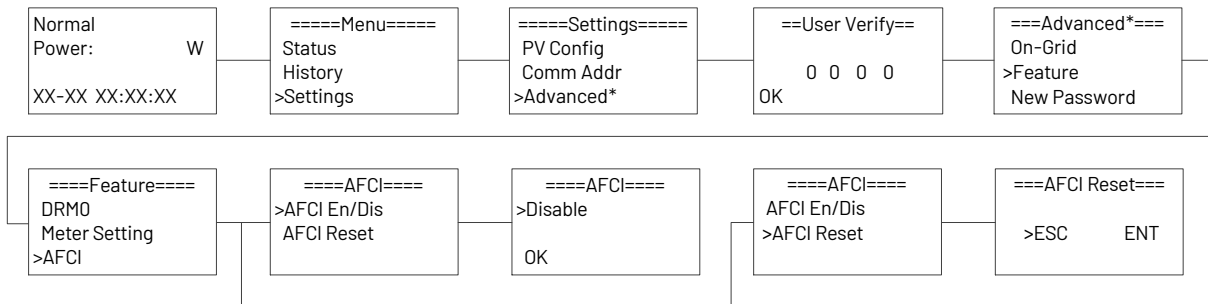 Normal
Power: W
XX-XX XX:XX:XX
=====Menu=====
Status
History
>Settings
=====Settings=====
PV Config
Comm Addr
>Advanced*
==User Verify==
0 0 0 0
OK
===Advanced*===
On-Grid
>Feature
New Password
====Feature====
DRM0
Meter Setting
>AFCI
====AFCI====
>AFCI En/Dis
AFCI Reset
====AFCI====
>Disable
OK
====AFCI====
AFCI En/Dis
>AFCI Reset
===AFCI Reset===
>ESC ENT